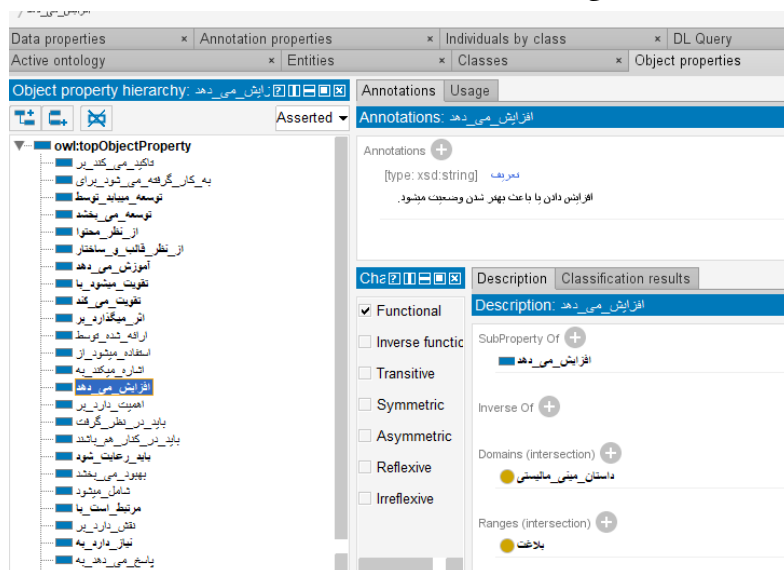 افزایش_می_دهد
Data properties × Annotation properties × Individuals by class × DL Query
Active ontology × Entities × Classes × Object properties
Object property hierarchy: زایش_می_دهد
Asserted
owl:topObjectProperty
تاکید_می_کند_بر
به_کار_گرفته_می_شود_برای
توسعه_میابد_توسط
توسعه_می_بخشد
از_نظر_محتوا
از_نظر_قالب_و_ساختار
آموزش_می_دهد
تقویت_میشود_با
تقویت_می_کند
اثر_میگذارد_بر
ارائه_شده_توسط
استفاده_میشود_از
اشاره_میکند_به
افزایش_می_دهد
اهمیت_دارد_بر
باید_در_نظر_گرفت
باید_در_کنار_هم_باشند
باید_رعایت_شود
بهبود_می_بخشد
شامل_میشود
مرتبط_است_با
نقش_دارد_بر
نیاز_دارد_به
پاسخ_می_دهد_به
Annotations Usage
Annotations: افزایش_می_دهد
Annotations
تعریف [type: xsd:string]
افزایش دادن یا باعث بهتر شدن وضعیت میشود.
Cha
Functional
Inverse functic
Transitive
Symmetric
Asymmetric
Reflexive
Irreflexive
Description Classification results
Description: افزایش_می_دهد
SubProperty Of
افزایش_می_دهد
Inverse Of
Domains (intersection)
داستان_مینی_مالیستی
Ranges (intersection)
بلاغت